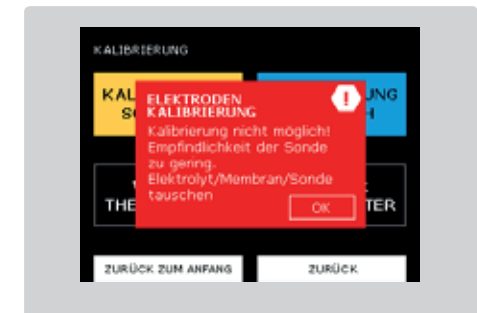 KALIBRIERUNG
KAL
UNG
ELEKTRODEN
KALIBRIERUNG
!
Kalibrierung nicht möglich!
Empfindlichkeit der Sonde
zu gering.
Elektrolyt/Membran/Sonde
tauschen
OK
THE
TER
ZURÜCK ZUM ANFANG
ZURÜCK